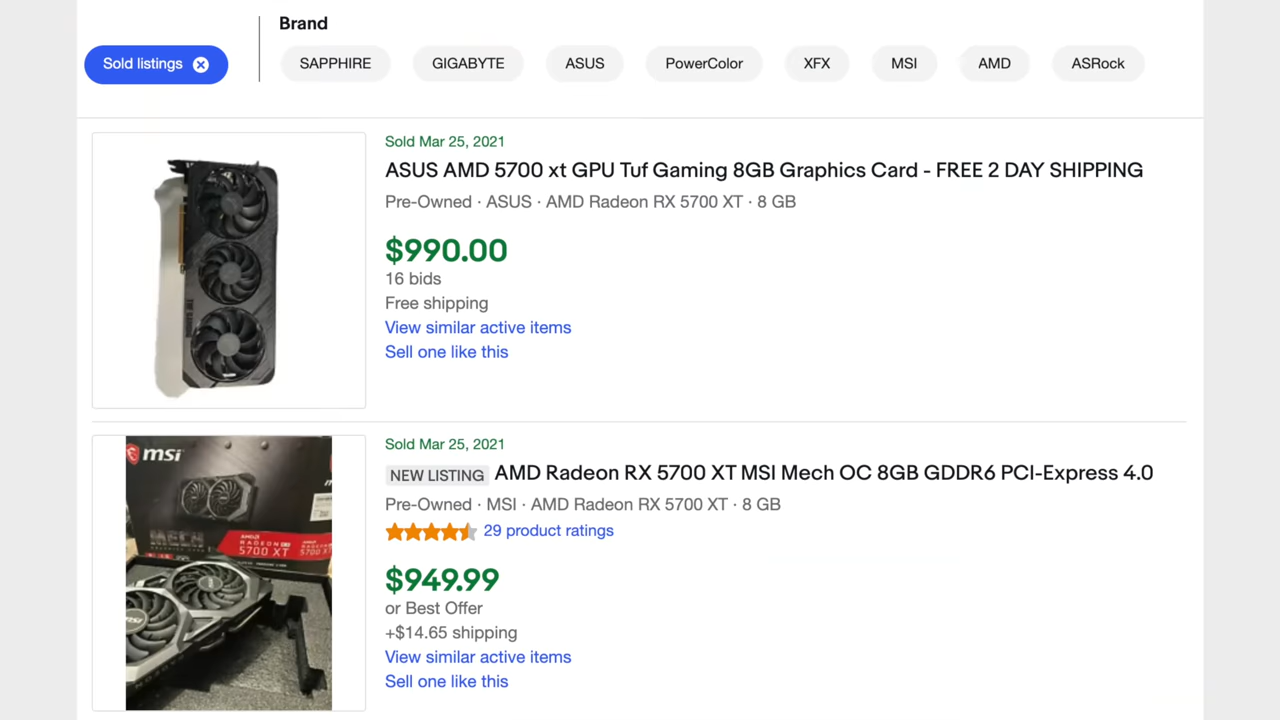 Brand
Sold listings
SAPPHIRE
GIGABYTE
ASUS
PowerColor
XFX
MSI
AMD
ASRock
Sold Mar 25, 2021
ASUS AMD 5700 xt GPU Tuf Gaming 8GB Graphics Card - FREE 2 DAY SHIPPING
Pre-Owned · ASUS · AMD Radeon RX 5700 XT · 8 GB
$990.00
16 bids
Free shipping
View similar active items
Sell one like this
msi
MECH
AMD
RADEON
5700 XT
Sold Mar 25, 2021
NEW LISTING AMD Radeon RX 5700 XT MSI Mech OC 8GB GDDR6 PCI-Express 4.0
Pre-Owned · MSI · AMD Radeon RX 5700 XT · 8 GB
29 product ratings
$949.99
or Best Offer
+$14.65 shipping
View similar active items
Sell one like this